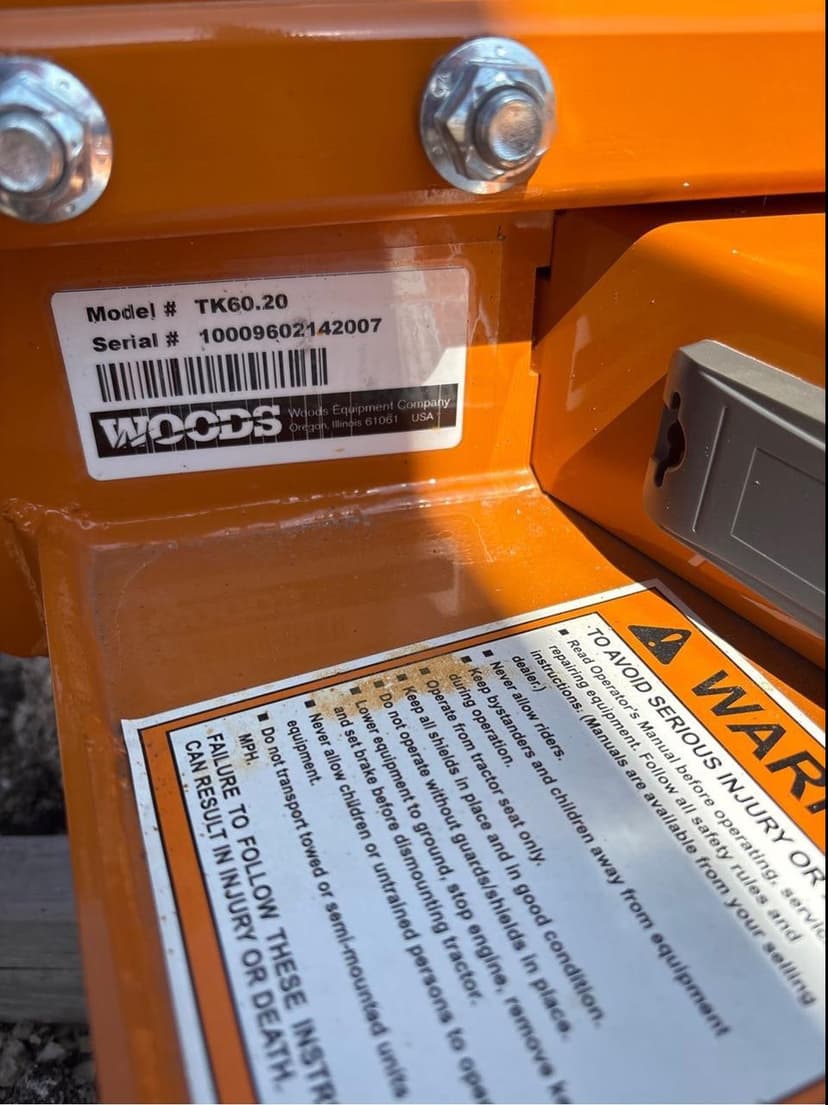 Model # TK60.20
Serial # 10009602142007
WOODS Woods Equipment Company
Oregon, Illinois 61061 USA
WAR
TO AVOID SERIOUS INJURY OR
■ Read Operator's Manual before operating,
repairing equipment. Follow all safety rules and
instructions. (Manuals are available from your selling
dealer.)
■ Never allow riders.
■ Keep bystanders and children away from equipment
during operation.
■ Operate from tractor seat only.
■ Keep all shields in place and in good condition.
■ Do not operate without guards/shields in place.
■ Lower equipment to ground, stop engine, remove
and set brake before dismounting tractor.
■ Never allow children or untrained persons to
equipment.
■ Do not transport towed or semi-mounted units
MPH.
FAILURE TO FOLLOW THESE
CAN RESULT IN INJURY OR DEATH.